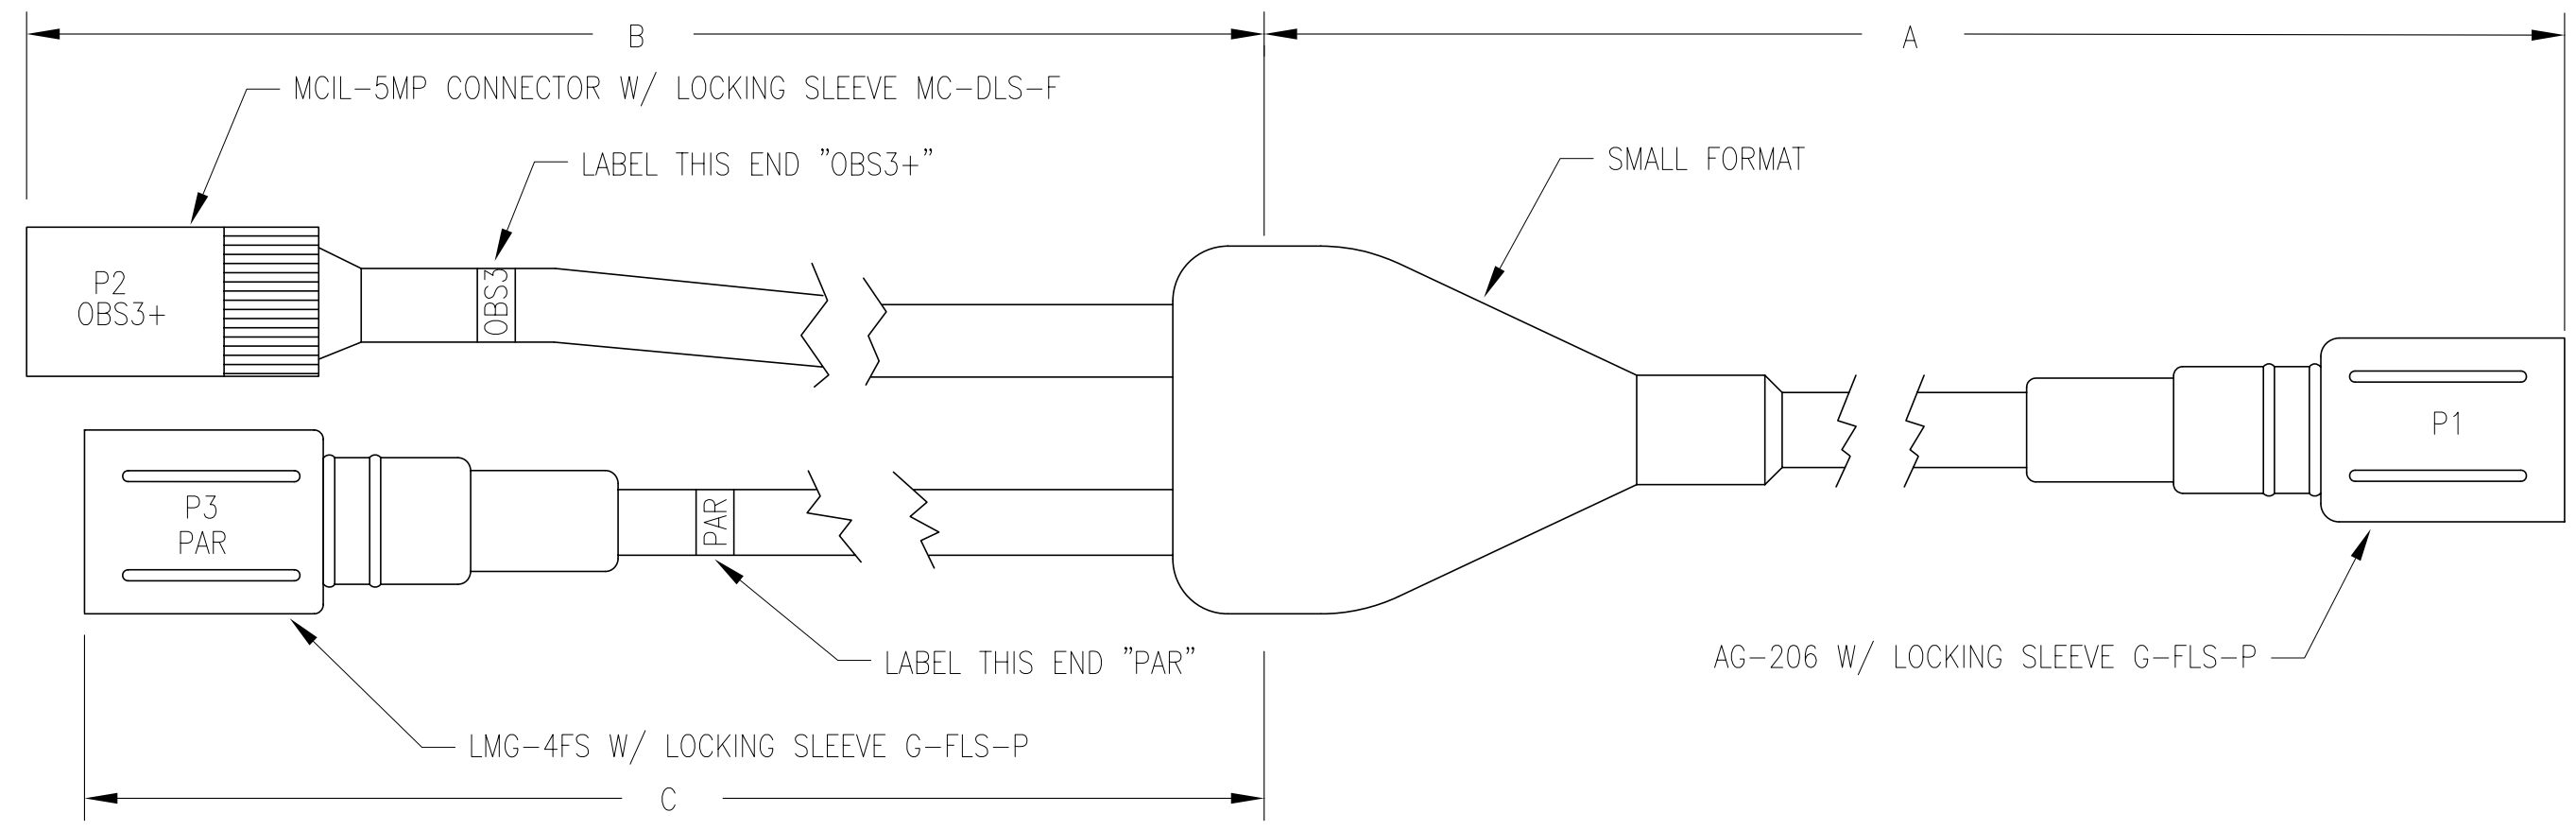 B
A
MCIL-5MP CONNECTOR W/ LOCKING SLEEVE MC-DLS-F
LABEL THIS END "OBS3+"
SMALL FORMAT
P2
OBS3+
OBS3
P1
P3
PAR
PAR
LABEL THIS END "PAR"
AG-206 W/ LOCKING SLEEVE G-FLS-P
LMG-4FS W/ LOCKING SLEEVE G-FLS-P
C